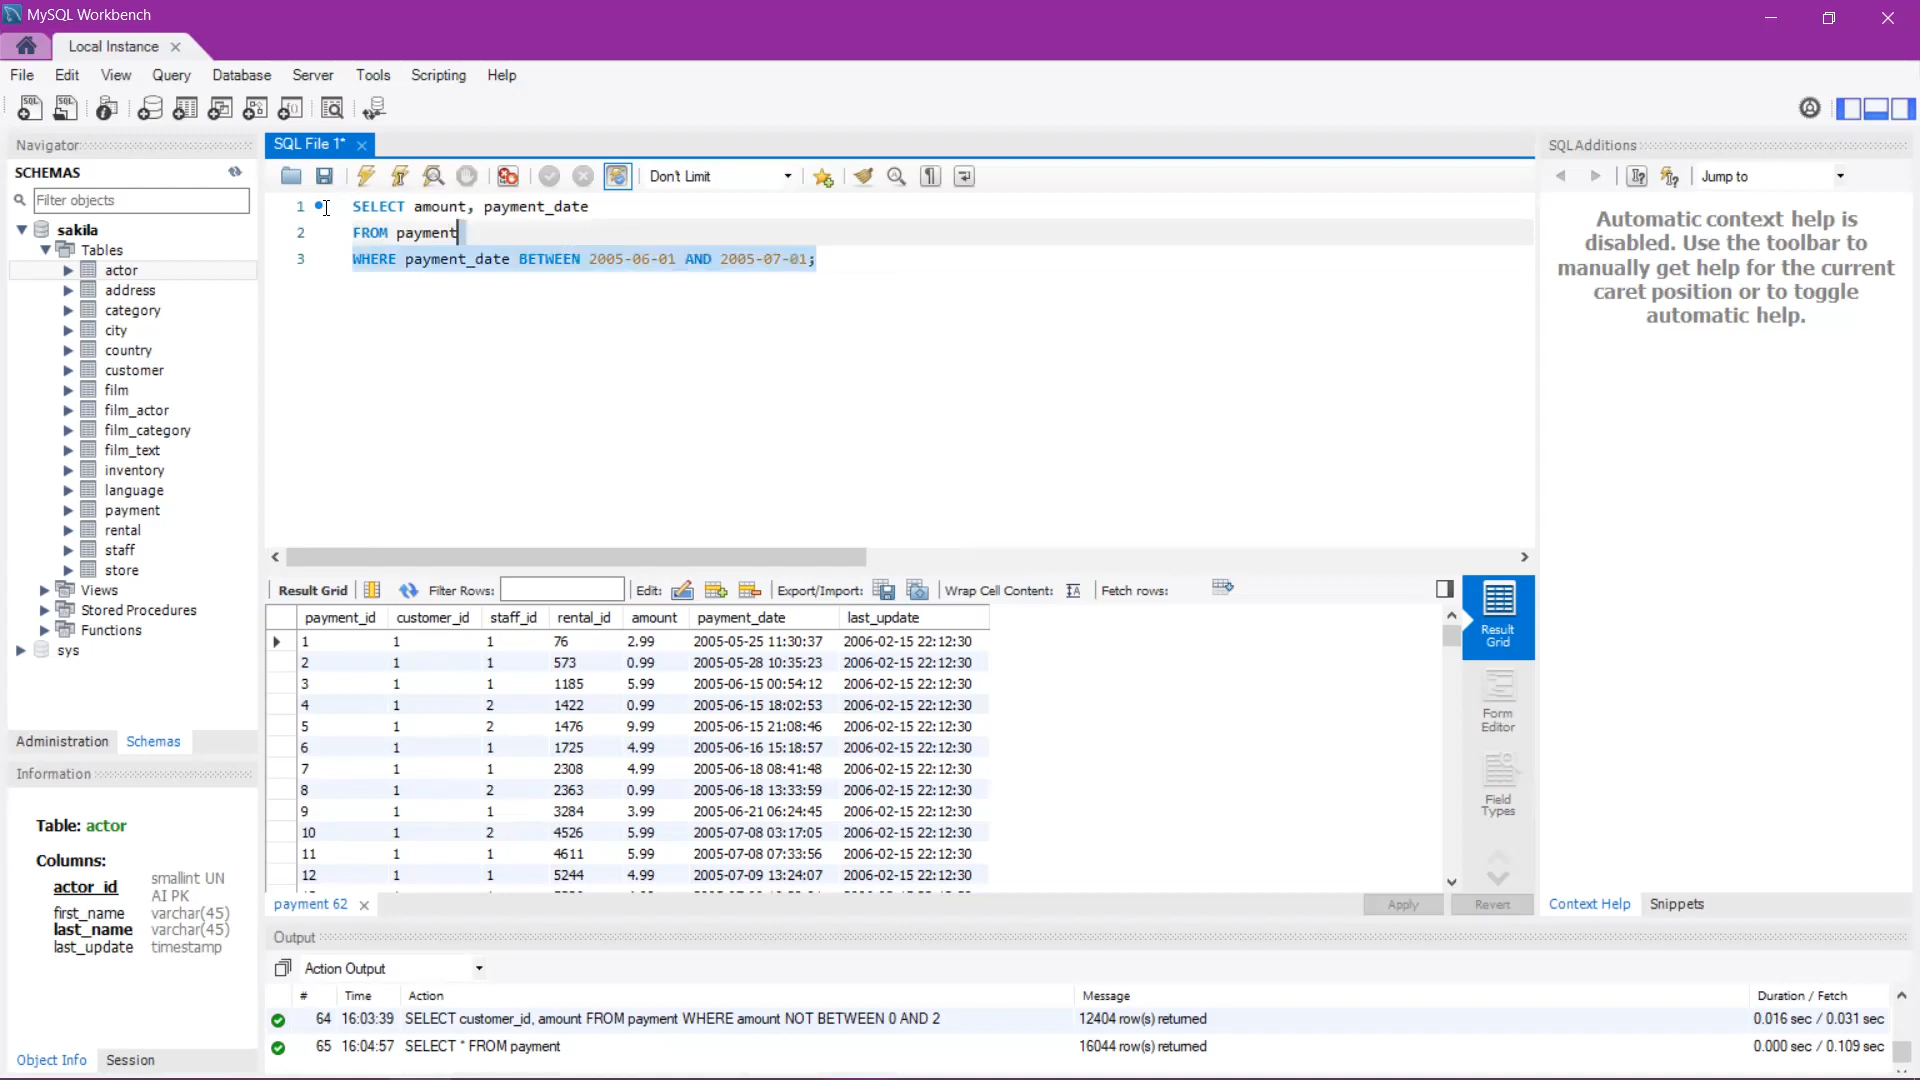 MySQL Workbench
Local Instance
File Edit View Query Database Server Tools Scripting Help
Navigator
SCHEMAS
Filter objects
sakila
Tables
actor
address
category
city
country
customer
film
film_actor
film_category
film_text
inventory
language
payment
rental
staff
store
Views
Stored Procedures
Functions
sys
Administration Schemas
Information
Table: actor
Columns:
actor_id smallint UN AI PK
first_name varchar(45)
last_name varchar(45)
last_update timestamp
Object Info Session
SQL File 1*
Don't Limit
1 SELECT amount, payment_date
2 FROM payment
3 WHERE payment_date BETWEEN 2005-06-01 AND 2005-07-01;
Result Grid Filter Rows: Edit: Export/Import: Wrap Cell Content: Fetch rows:
payment_id customer_id staff_id rental_id amount payment_date last_update
1 1 1 76 2.99 2005-05-25 11:30:37 2006-02-15 22:12:30
2 1 1 573 0.99 2005-05-28 10:35:23 2006-02-15 22:12:30
3 1 1 1185 5.99 2005-06-15 00:54:12 2006-02-15 22:12:30
4 1 2 1422 0.99 2005-06-15 18:02:53 2006-02-15 22:12:30
5 1 2 1476 9.99 2005-06-15 21:08:46 2006-02-15 22:12:30
6 1 1 1725 4.99 2005-06-16 15:18:57 2006-02-15 22:12:30
7 1 1 2308 4.99 2005-06-18 08:41:48 2006-02-15 22:12:30
8 1 2 2363 0.99 2005-06-18 13:33:59 2006-02-15 22:12:30
9 1 1 3284 3.99 2005-06-21 06:24:45 2006-02-15 22:12:30
10 1 2 4526 5.99 2005-07-08 03:17:05 2006-02-15 22:12:30
11 1 1 4611 5.99 2005-07-08 07:33:56 2006-02-15 22:12:30
12 1 1 5244 4.99 2005-07-09 13:24:07 2006-02-15 22:12:30
Result
Grid
Form
Editor
Field
Types
payment 62
Apply Revert
SQLAdditions
Jump to
Automatic context help is
disabled. Use the toolbar to
manually get help for the current
caret position or to toggle
automatic help.
Context Help Snippets
Output
Action Output
# Time Action Message Duration / Fetch
64 16:03:39 SELECT customer_id, amount FROM payment WHERE amount NOT BETWEEN 0 AND 2 12404 row(s) returned 0.016 sec / 0.031 sec
65 16:04:57 SELECT * FROM payment 16044 row(s) returned 0.000 sec / 0.109 sec